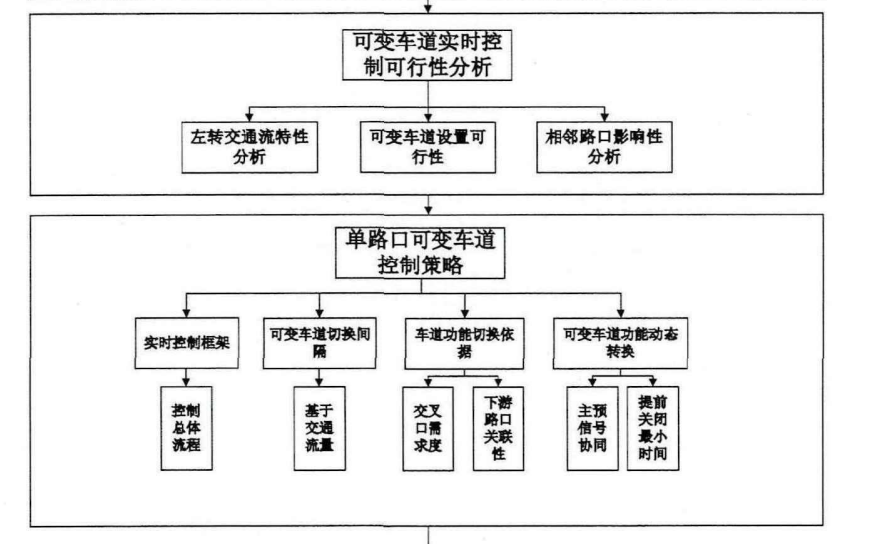 可变车道实时控
制可行性分析
左转交通流特性
分析
可变车道设置可
行性
相邻路口影响性
分析
单路口可变车道
控制策略
实时控制框架
可变车道切换间
隔
车道功能切换依
据
可变车道功能动态
转换
控制
总体
流程
基于
交通
流量
交叉
口需
求度
下游
路口
关联
性
主预
信号
协同
提前
关闭
最小
时间